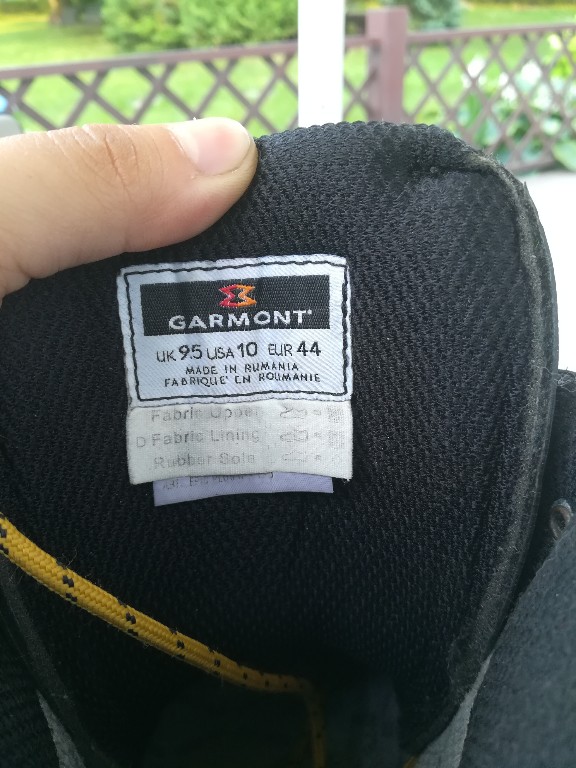 GARMONT
UK 9.5 USA 10 EUR 44
MADE IN RUMANIA
FABRIQUE' EN ROUMANIE
Fabric Upper
D Fabric Lining
Rubber Sole